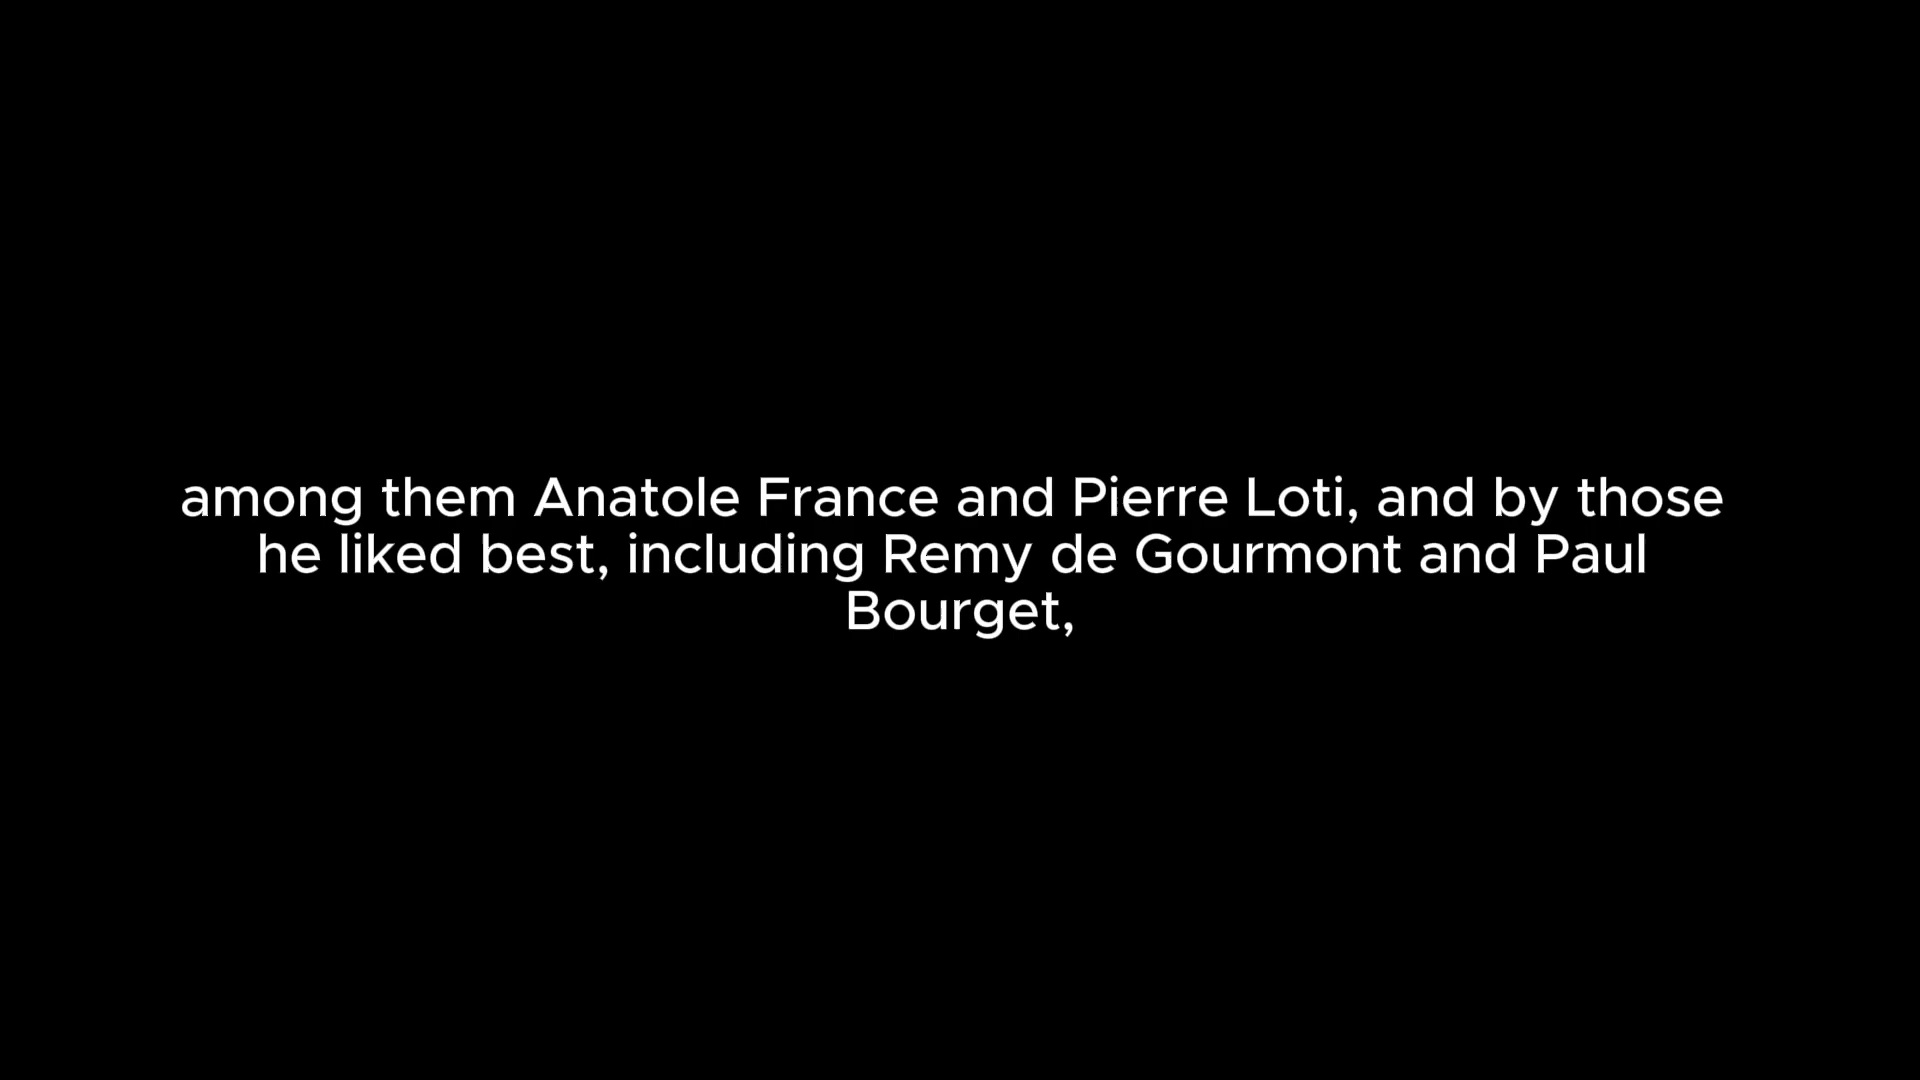 among them Anatole France and Pierre Loti, and by those
he liked best, including Remy de Gourmont and Paul
Bourget,